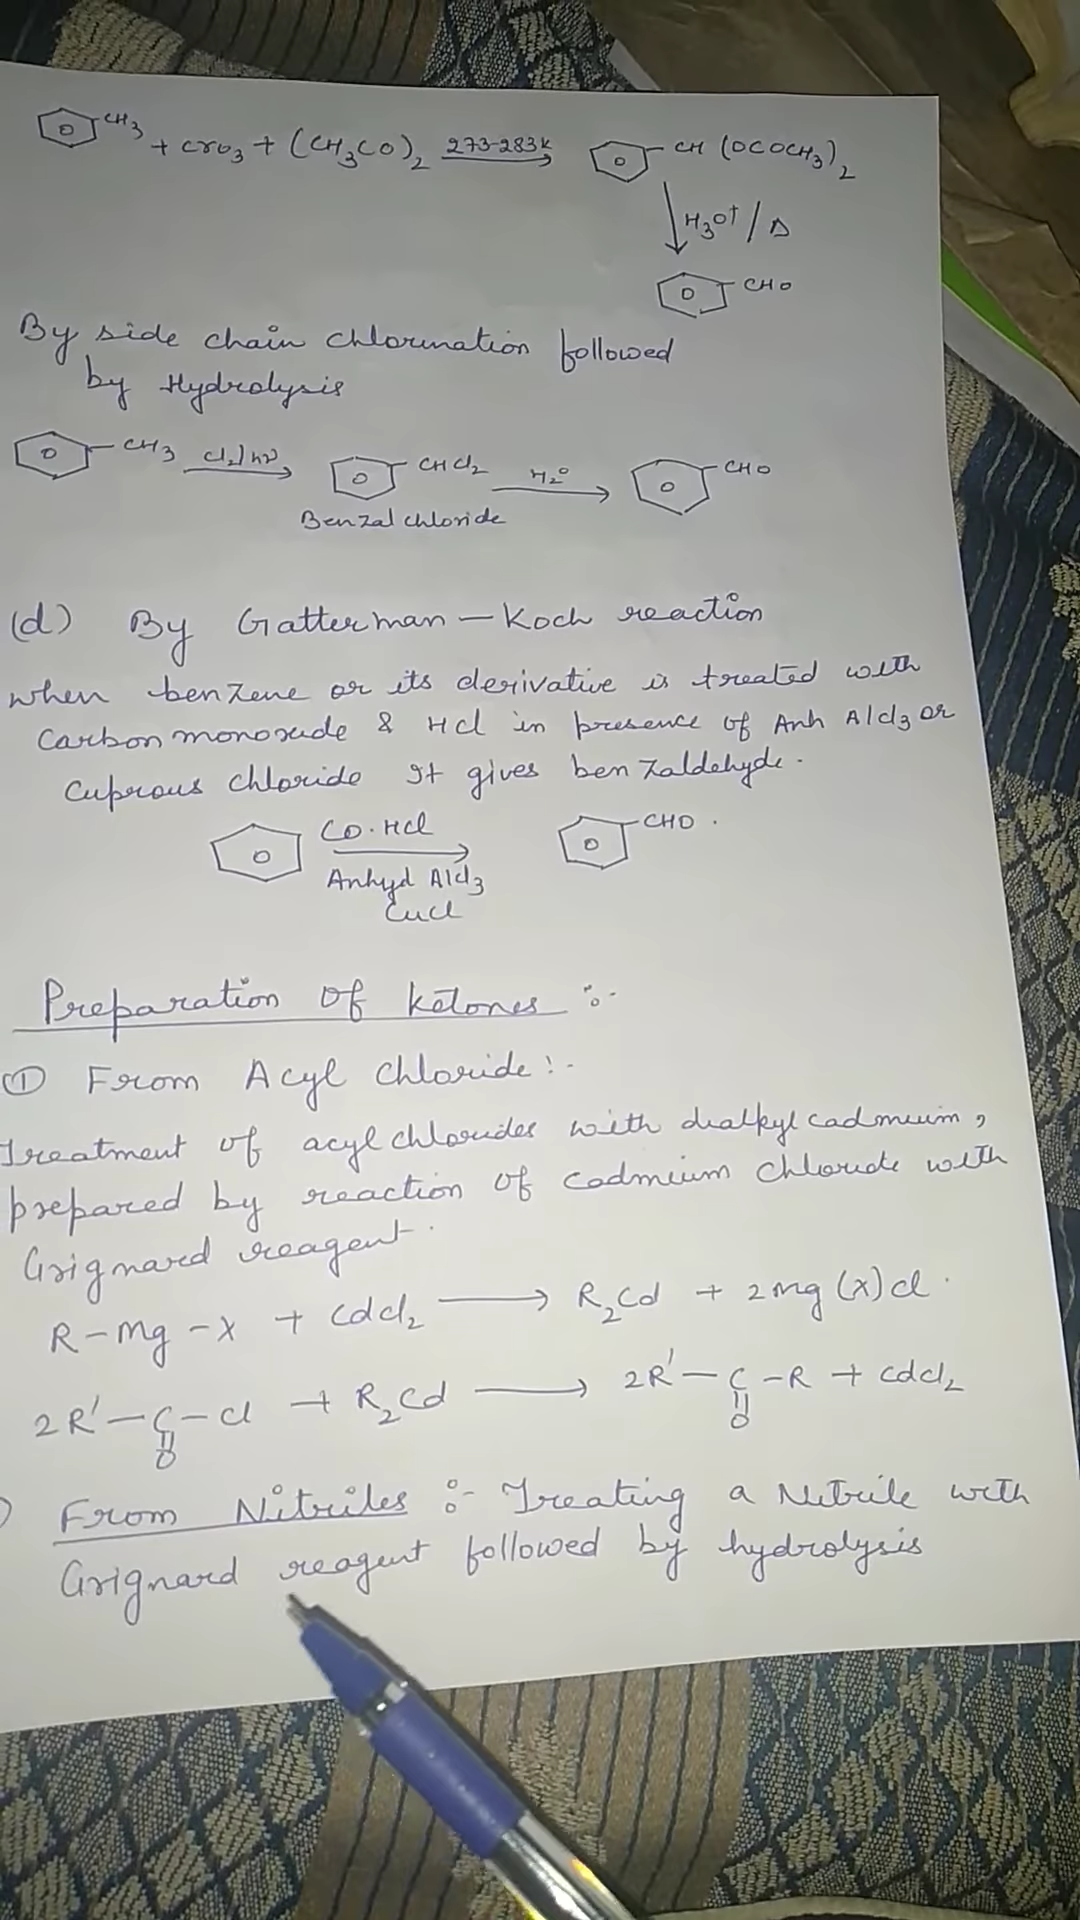 CH3 + CrO3 + (CH3CO)2 273-283K CH (OCOCH3)2
H3O+ / Δ
CHO
By side chain chlorination followed
by Hydrolysis
CH3 Cl2/hν CHCl2 H2O CHO
Benzal chloride
(d) By Gatterman – Koch reaction
when benzene or its derivative is treated with
Carbon monoxide & HCl in presence of Anh AlCl3 or
Cuprous chloride It gives benzaldehyde.
CO.HCl CHO.
Anhyd AlCl3
CuCl
Preparation of ketones :-
① From Acyl chloride :-
Treatment of acyl chlorides with dialkyl cadmium,
prepared by reaction of cadmium chloride with
Grignard reagent.
R-Mg-X + CdCl2 ⟶ R2Cd + 2Mg(X)Cl.
2R'-C-Cl + R2Cd ⟶ 2R'-C-R + CdCl2
O O
From Nitriles :- Treating a Nitrile with
Grignard reagent followed by hydrolysis